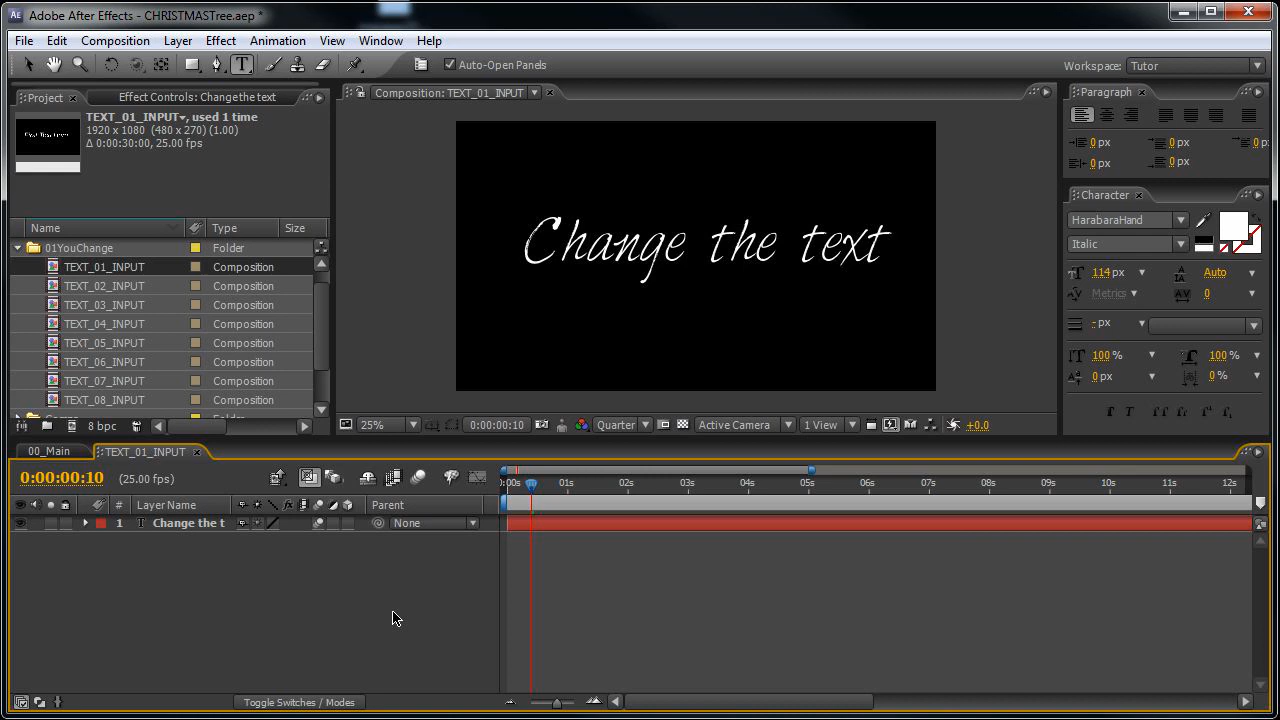 Adobe After Effects - CHRISTMASTree.aep *
File Edit Composition Layer Effect Animation View Window Help
Auto-Open Panels
Workspace: Tutor
Project Effect Controls: Change the text
TEXT_01_INPUT, used 1 time
1920 x 1080 (480 x 270) (1.00)
Δ 0:00:30:00, 25.00 fps
Name Type Size
01YouChange Folder
TEXT_01_INPUT Composition
TEXT_02_INPUT Composition
TEXT_03_INPUT Composition
TEXT_04_INPUT Composition
TEXT_05_INPUT Composition
TEXT_06_INPUT Composition
TEXT_07_INPUT Composition
TEXT_08_INPUT Composition
8 bpc
Composition: TEXT_01_INPUT
Change the text
25% 0:00:00:10 Quarter Active Camera 1 View +0.0
Paragraph
0 px 0 px 0 p
0 px 0 px
Character
HarabaraHand
Italic
114 px Auto
Metrics 0
- px
100 % 100 %
0 px 0 %
00_Main TEXT_01_INPUT
0:00:00:10 (25.00 fps)
:00s 01s 02s 03s 04s 05s 06s 07s 08s 09s 10s 11s 12s
# Layer Name Parent
1 T Change the t None
Toggle Switches / Modes